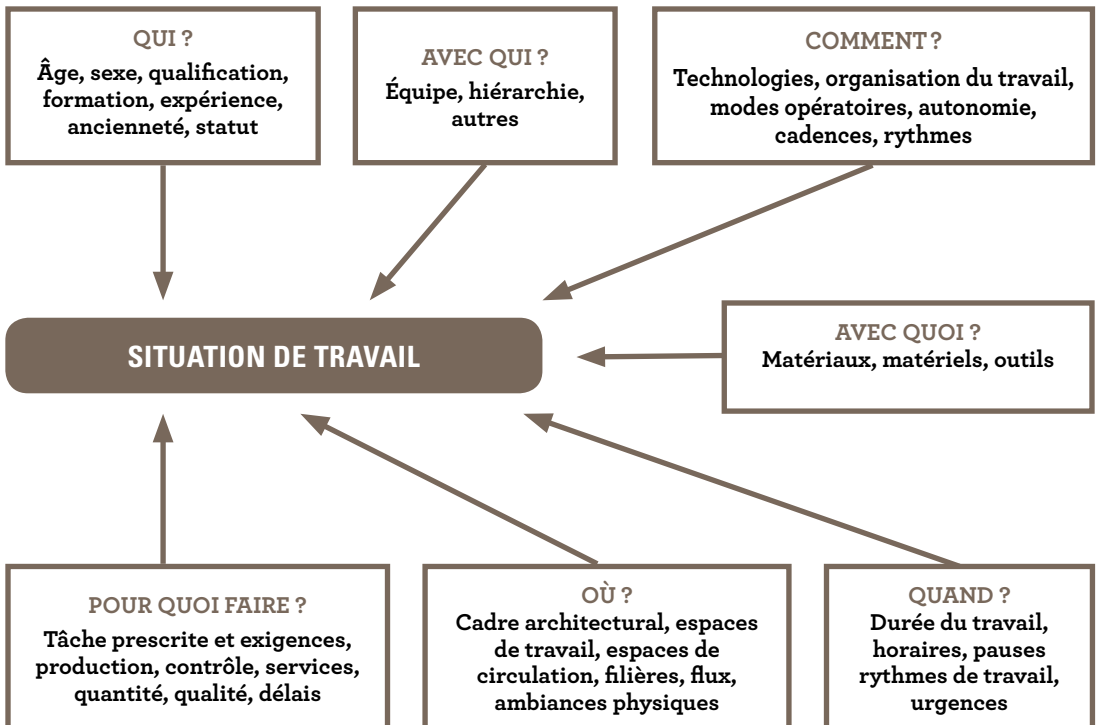 QUI ?
Âge, sexe, qualification,
formation, expérience,
ancienneté, statut
AVEC QUI ?
Équipe, hiérarchie,
autres
COMMENT ?
Technologies, organisation du travail,
modes opératoires, autonomie,
cadences, rythmes
SITUATION DE TRAVAIL
AVEC QUOI ?
Matériaux, matériels, outils
POUR QUOI FAIRE ?
Tâche prescrite et exigences,
production, contrôle, services,
quantité, qualité, délais
OÙ ?
Cadre architectural, espaces
de travail, espaces de
circulation, filières, flux,
ambiances physiques
QUAND ?
Durée du travail,
horaires, pauses
rythmes de travail,
urgences